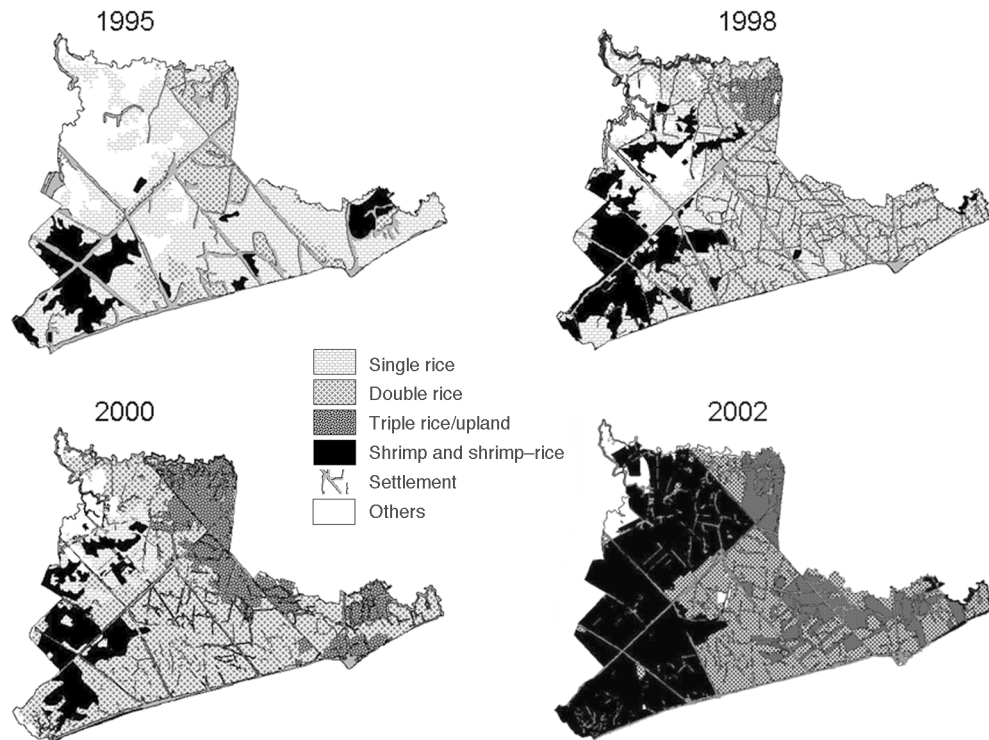 1995
1998
Single rice
Double rice
Triple rice/upland
Shrimp and shrimp–rice
Settlement
Others
2000
2002